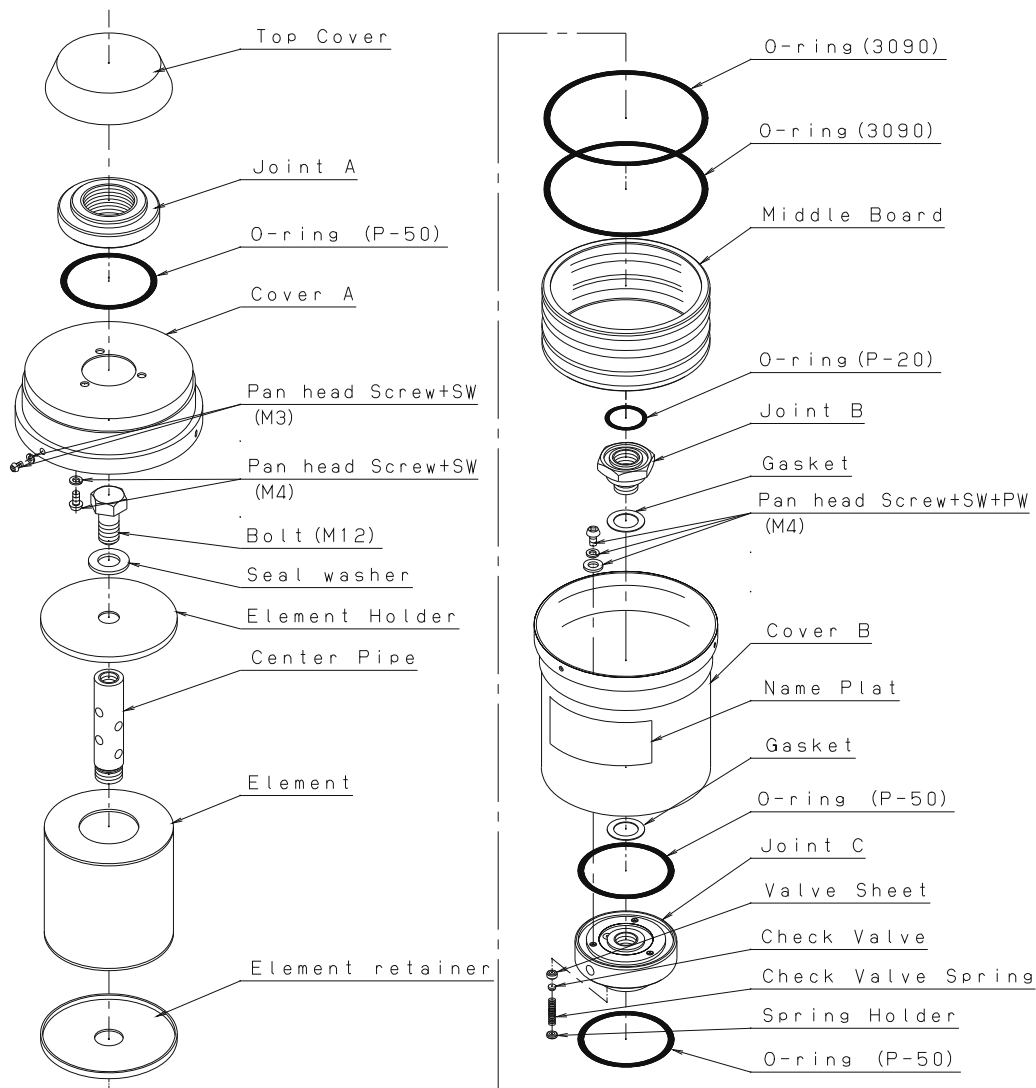 Top Cover
Joint A
O-ring (P-50)
Cover A
Pan head Screw+SW
(M3)
Pan head Screw+SW
(M4)
Bolt(M12)
Seal washer
Element Holder
Center Pipe
Element
Element retainer
O-ring(3090)
O-ring(3090)
Middle Board
O-ring(P-20)
Joint B
Gasket
Pan head Screw+SW+PW
(M4)
Cover B
Name Plat
Gasket
O-ring (P-50)
Joint C
Valve Sheet
Check Valve
Check Valve Spring
Spring Holder
O-ring (P-50)